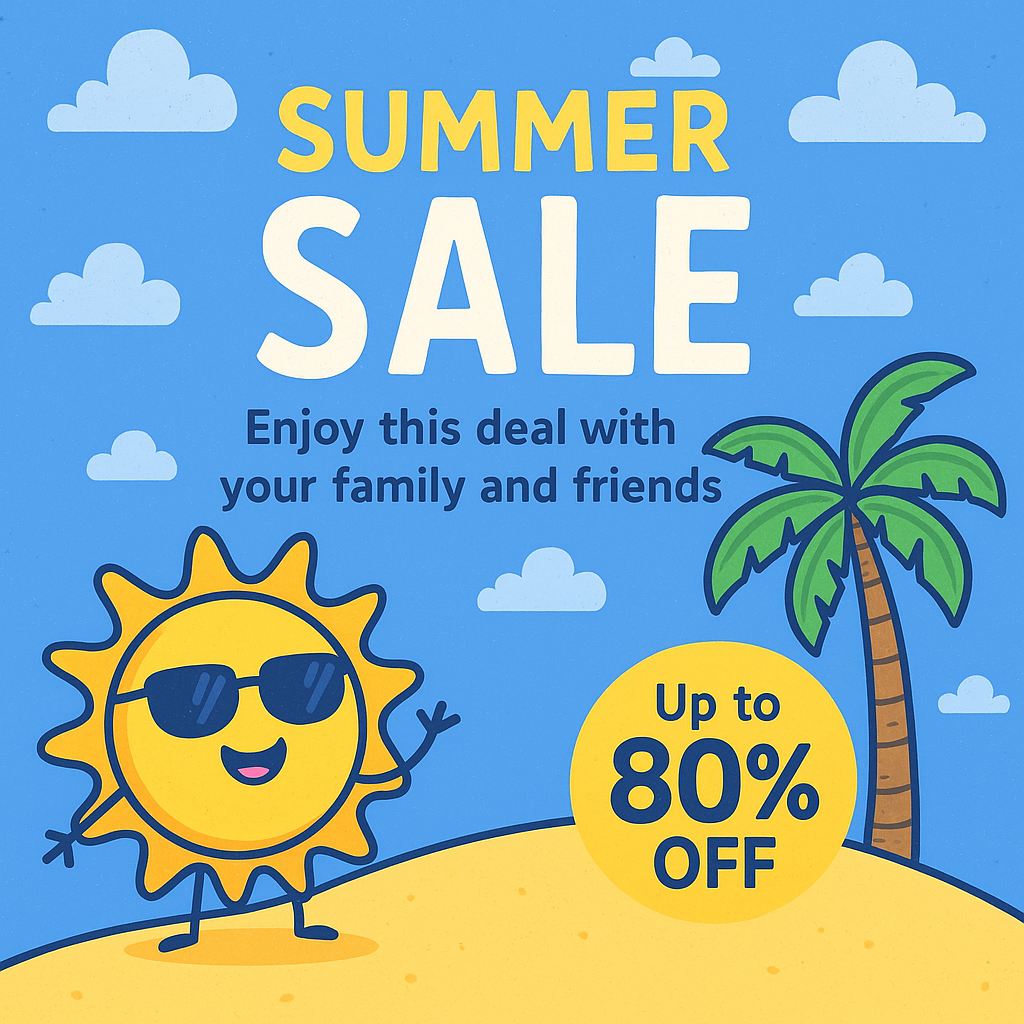 SUMMER
SALE
Enjoy this deal with
your family and friends
Up to
80%
OFF